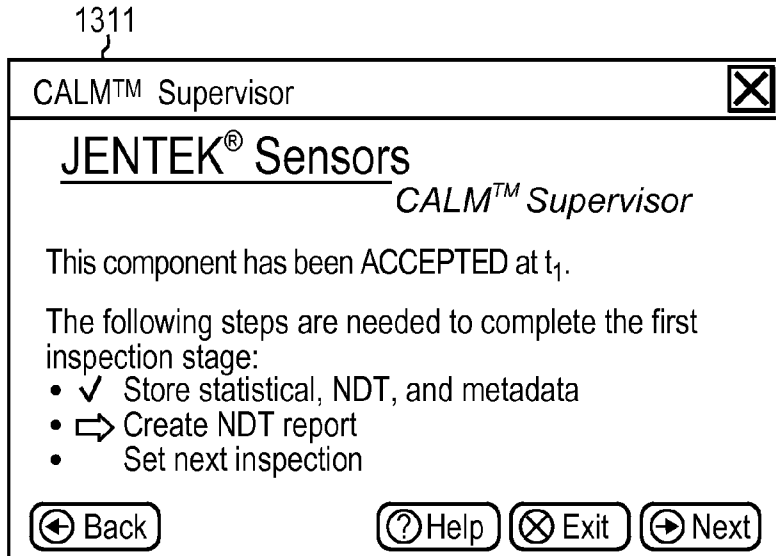 1311
CALM™ Supervisor
JENTEK® Sensors
CALM™ Supervisor
This component has been ACCEPTED at t₁.
The following steps are needed to complete the first
inspection stage:
• ✓ Store statistical, NDT, and metadata
• ⇨ Create NDT report
• Set next inspection
Back Help Exit Next